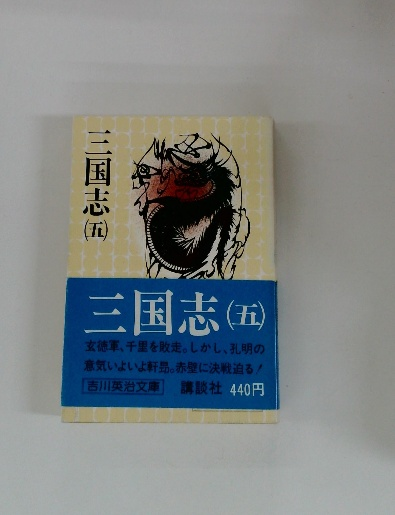 三国志
(五)
三国志(五)
玄徳軍、千里を敗走。しかし、孔明の
意気いよいよ軒昂。赤壁に決戦迫る!
吉川英治文庫 講談社 440円